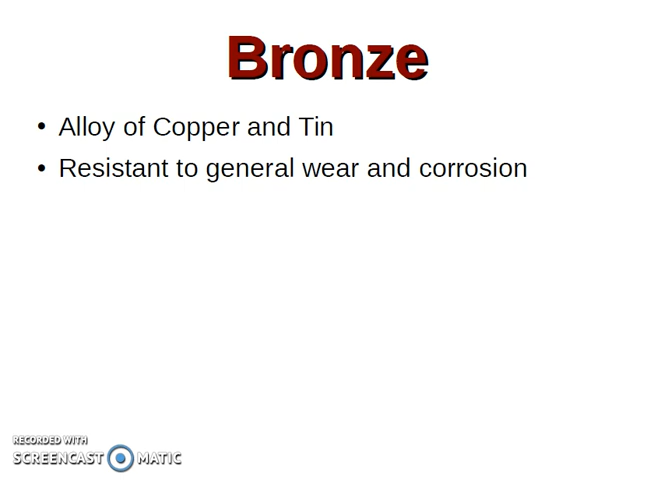 Bronze
• Alloy of Copper and Tin
• Resistant to general wear and corrosion
RECORDED WITH
SCREENCAST MATIC